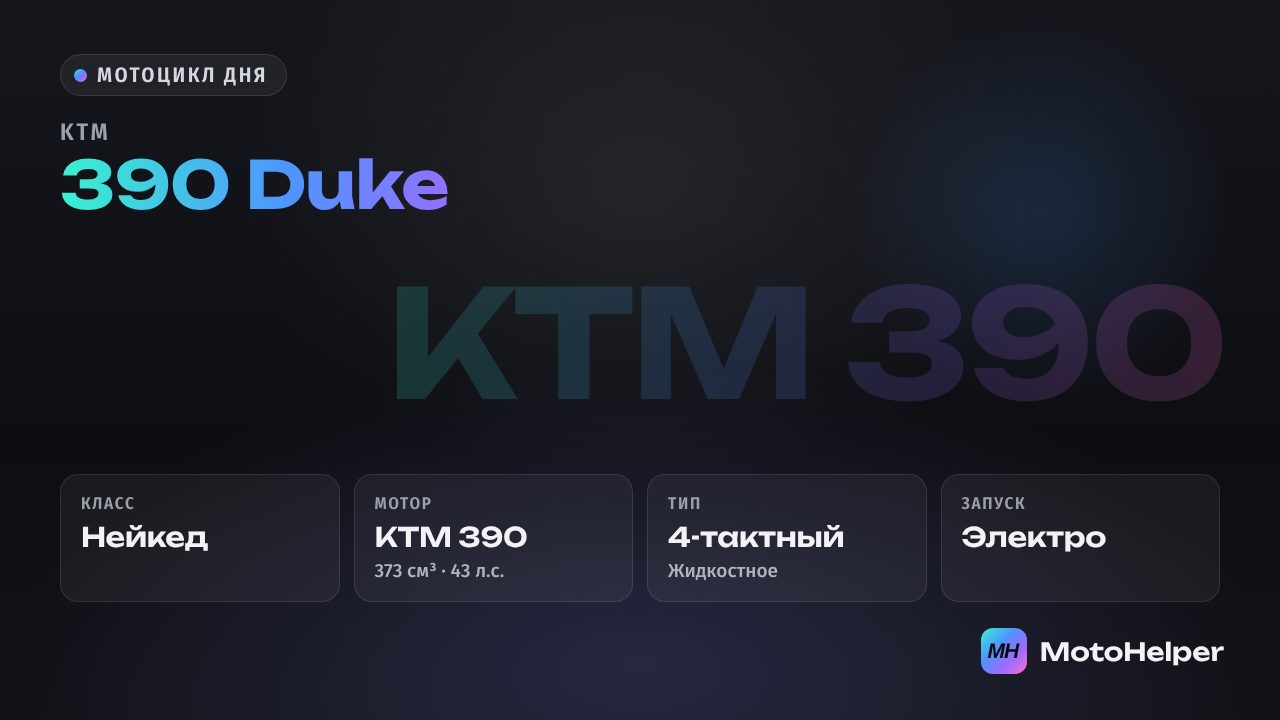 МОТОЦИКЛ ДНЯ
KTM
390 Duke
KTM 390
КЛАСС
Нейкед
МОТОР
KTM 390
373 см³ · 43 л.с.
ТИП
4-тактный
Жидкостное
ЗАПУСК
Электро
MH MotoHelper